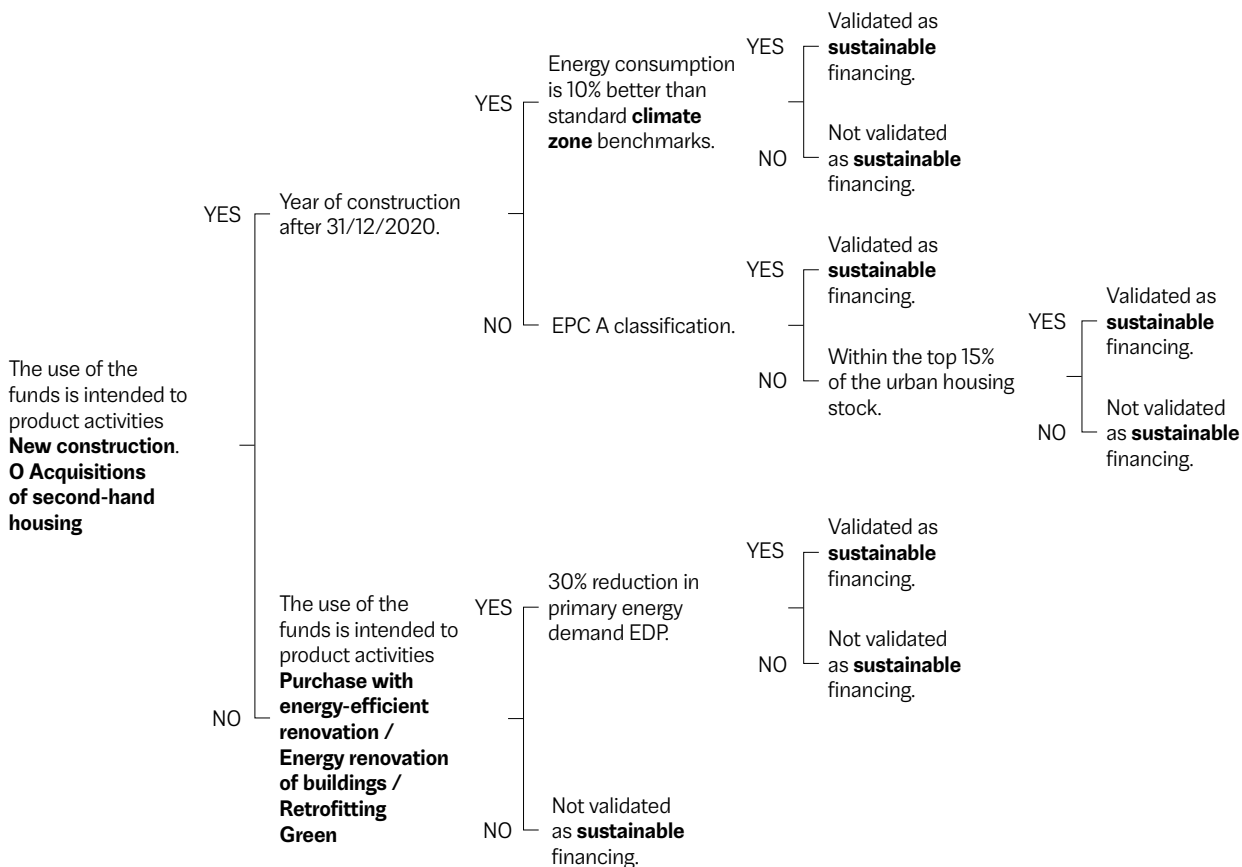 The use of the
funds is intended to
product activities
New construction.
O Acquisitions
of second-hand
housing
YES
Year of construction
after 31/12/2020.
YES
Energy consumption
is 10% better than
standard climate
zone benchmarks.
YES
Validated as
sustainable
financing.
NO
Not validated
as sustainable
financing.
NO
EPC A classification.
YES
Validated as
sustainable
financing.
NO
Within the top 15%
of the urban housing
stock.
YES
Validated as
sustainable
financing.
NO
Not validated
as sustainable
financing.
NO
The use of the
funds is intended to
product activities
Purchase with
energy-efficient
renovation /
Energy renovation
of buildings /
Retrofitting
Green
YES
30% reduction in
primary energy
demand EDP.
YES
Validated as
sustainable
financing.
NO
Not validated
as sustainable
financing.
NO
Not validated
as sustainable
financing.